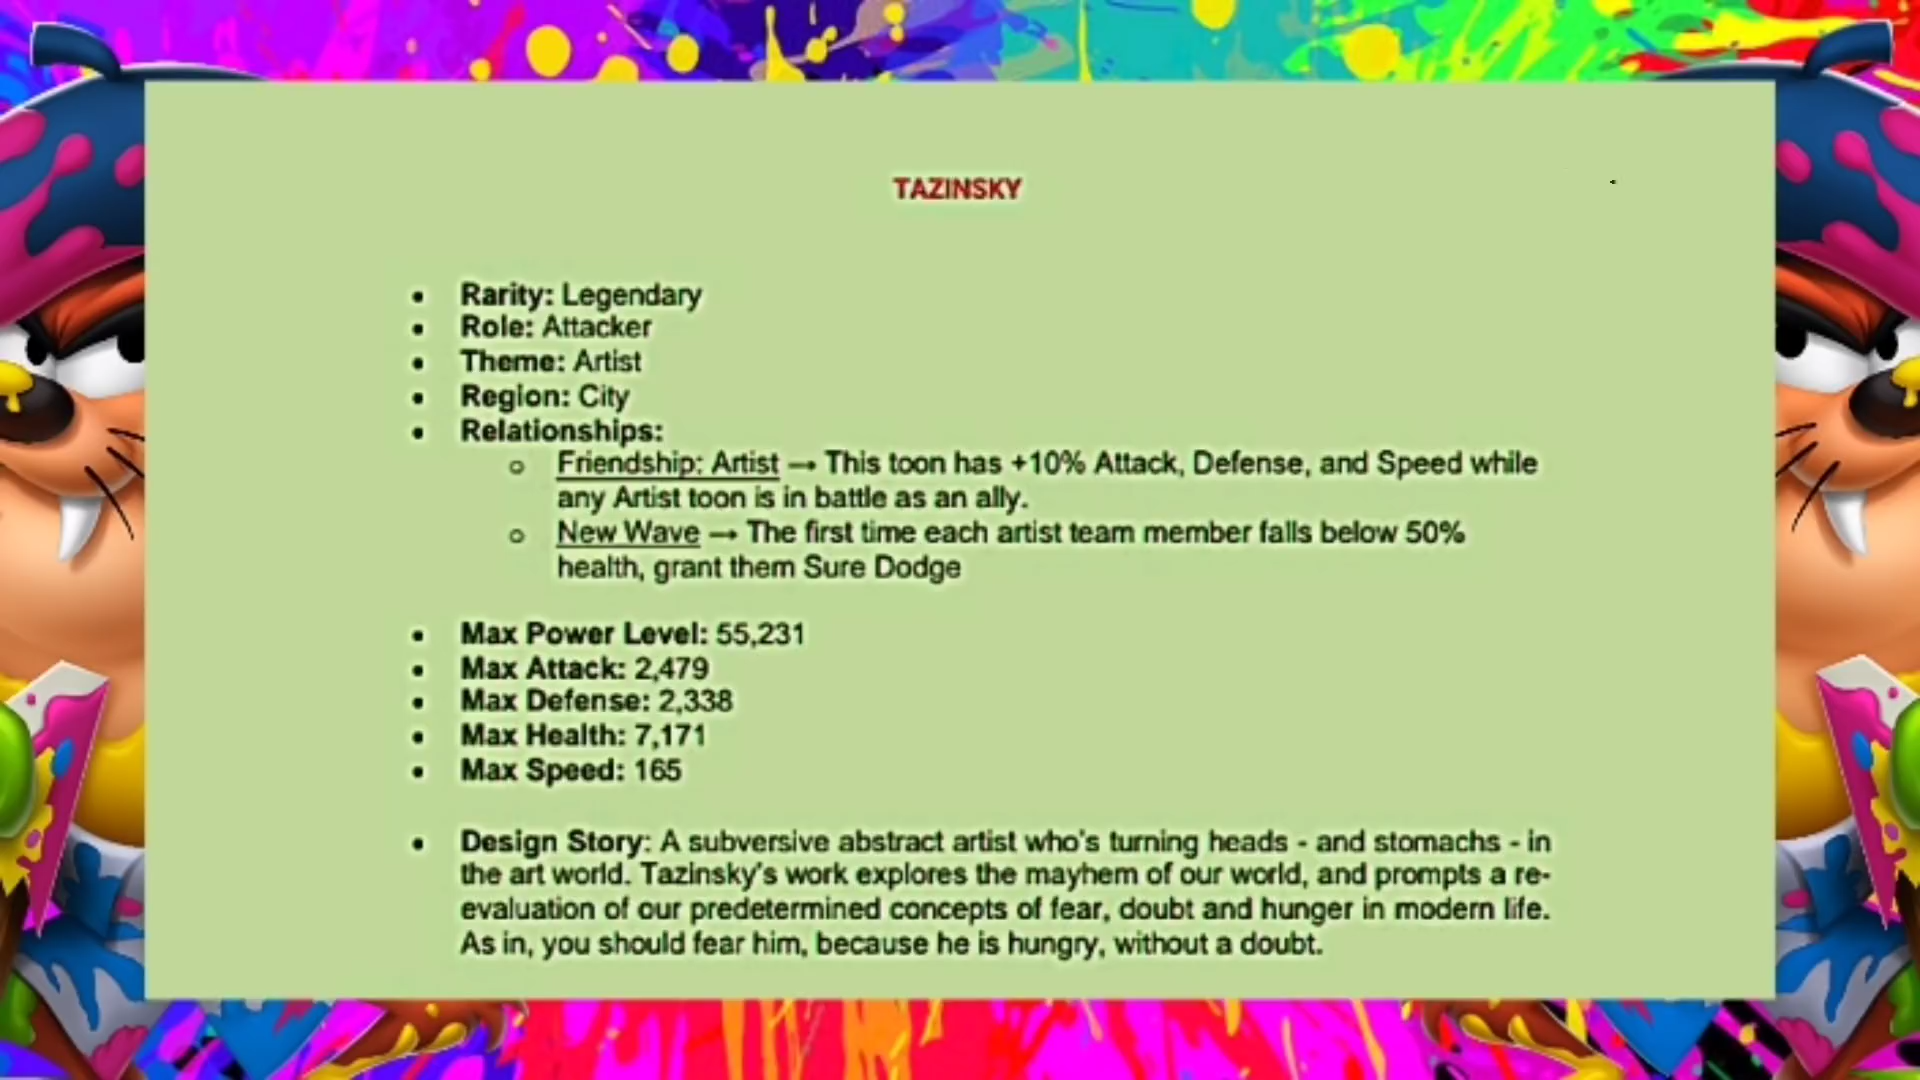 TAZINSKY
• Rarity: Legendary
• Role: Attacker
• Theme: Artist
• Region: City
• Relationships:
o Friendship: Artist → This toon has +10% Attack, Defense, and Speed while
any Artist toon is in battle as an ally.
o New Wave → The first time each artist team member falls below 50%
health, grant them Sure Dodge
• Max Power Level: 55,231
• Max Attack: 2,479
• Max Defense: 2,338
• Max Health: 7,171
• Max Speed: 165
• Design Story: A subversive abstract artist who's turning heads - and stomachs - in
the art world. Tazinsky's work explores the mayhem of our world, and prompts a re-
evaluation of our predetermined concepts of fear, doubt and hunger in modern life.
As in, you should fear him, because he is hungry, without a doubt.